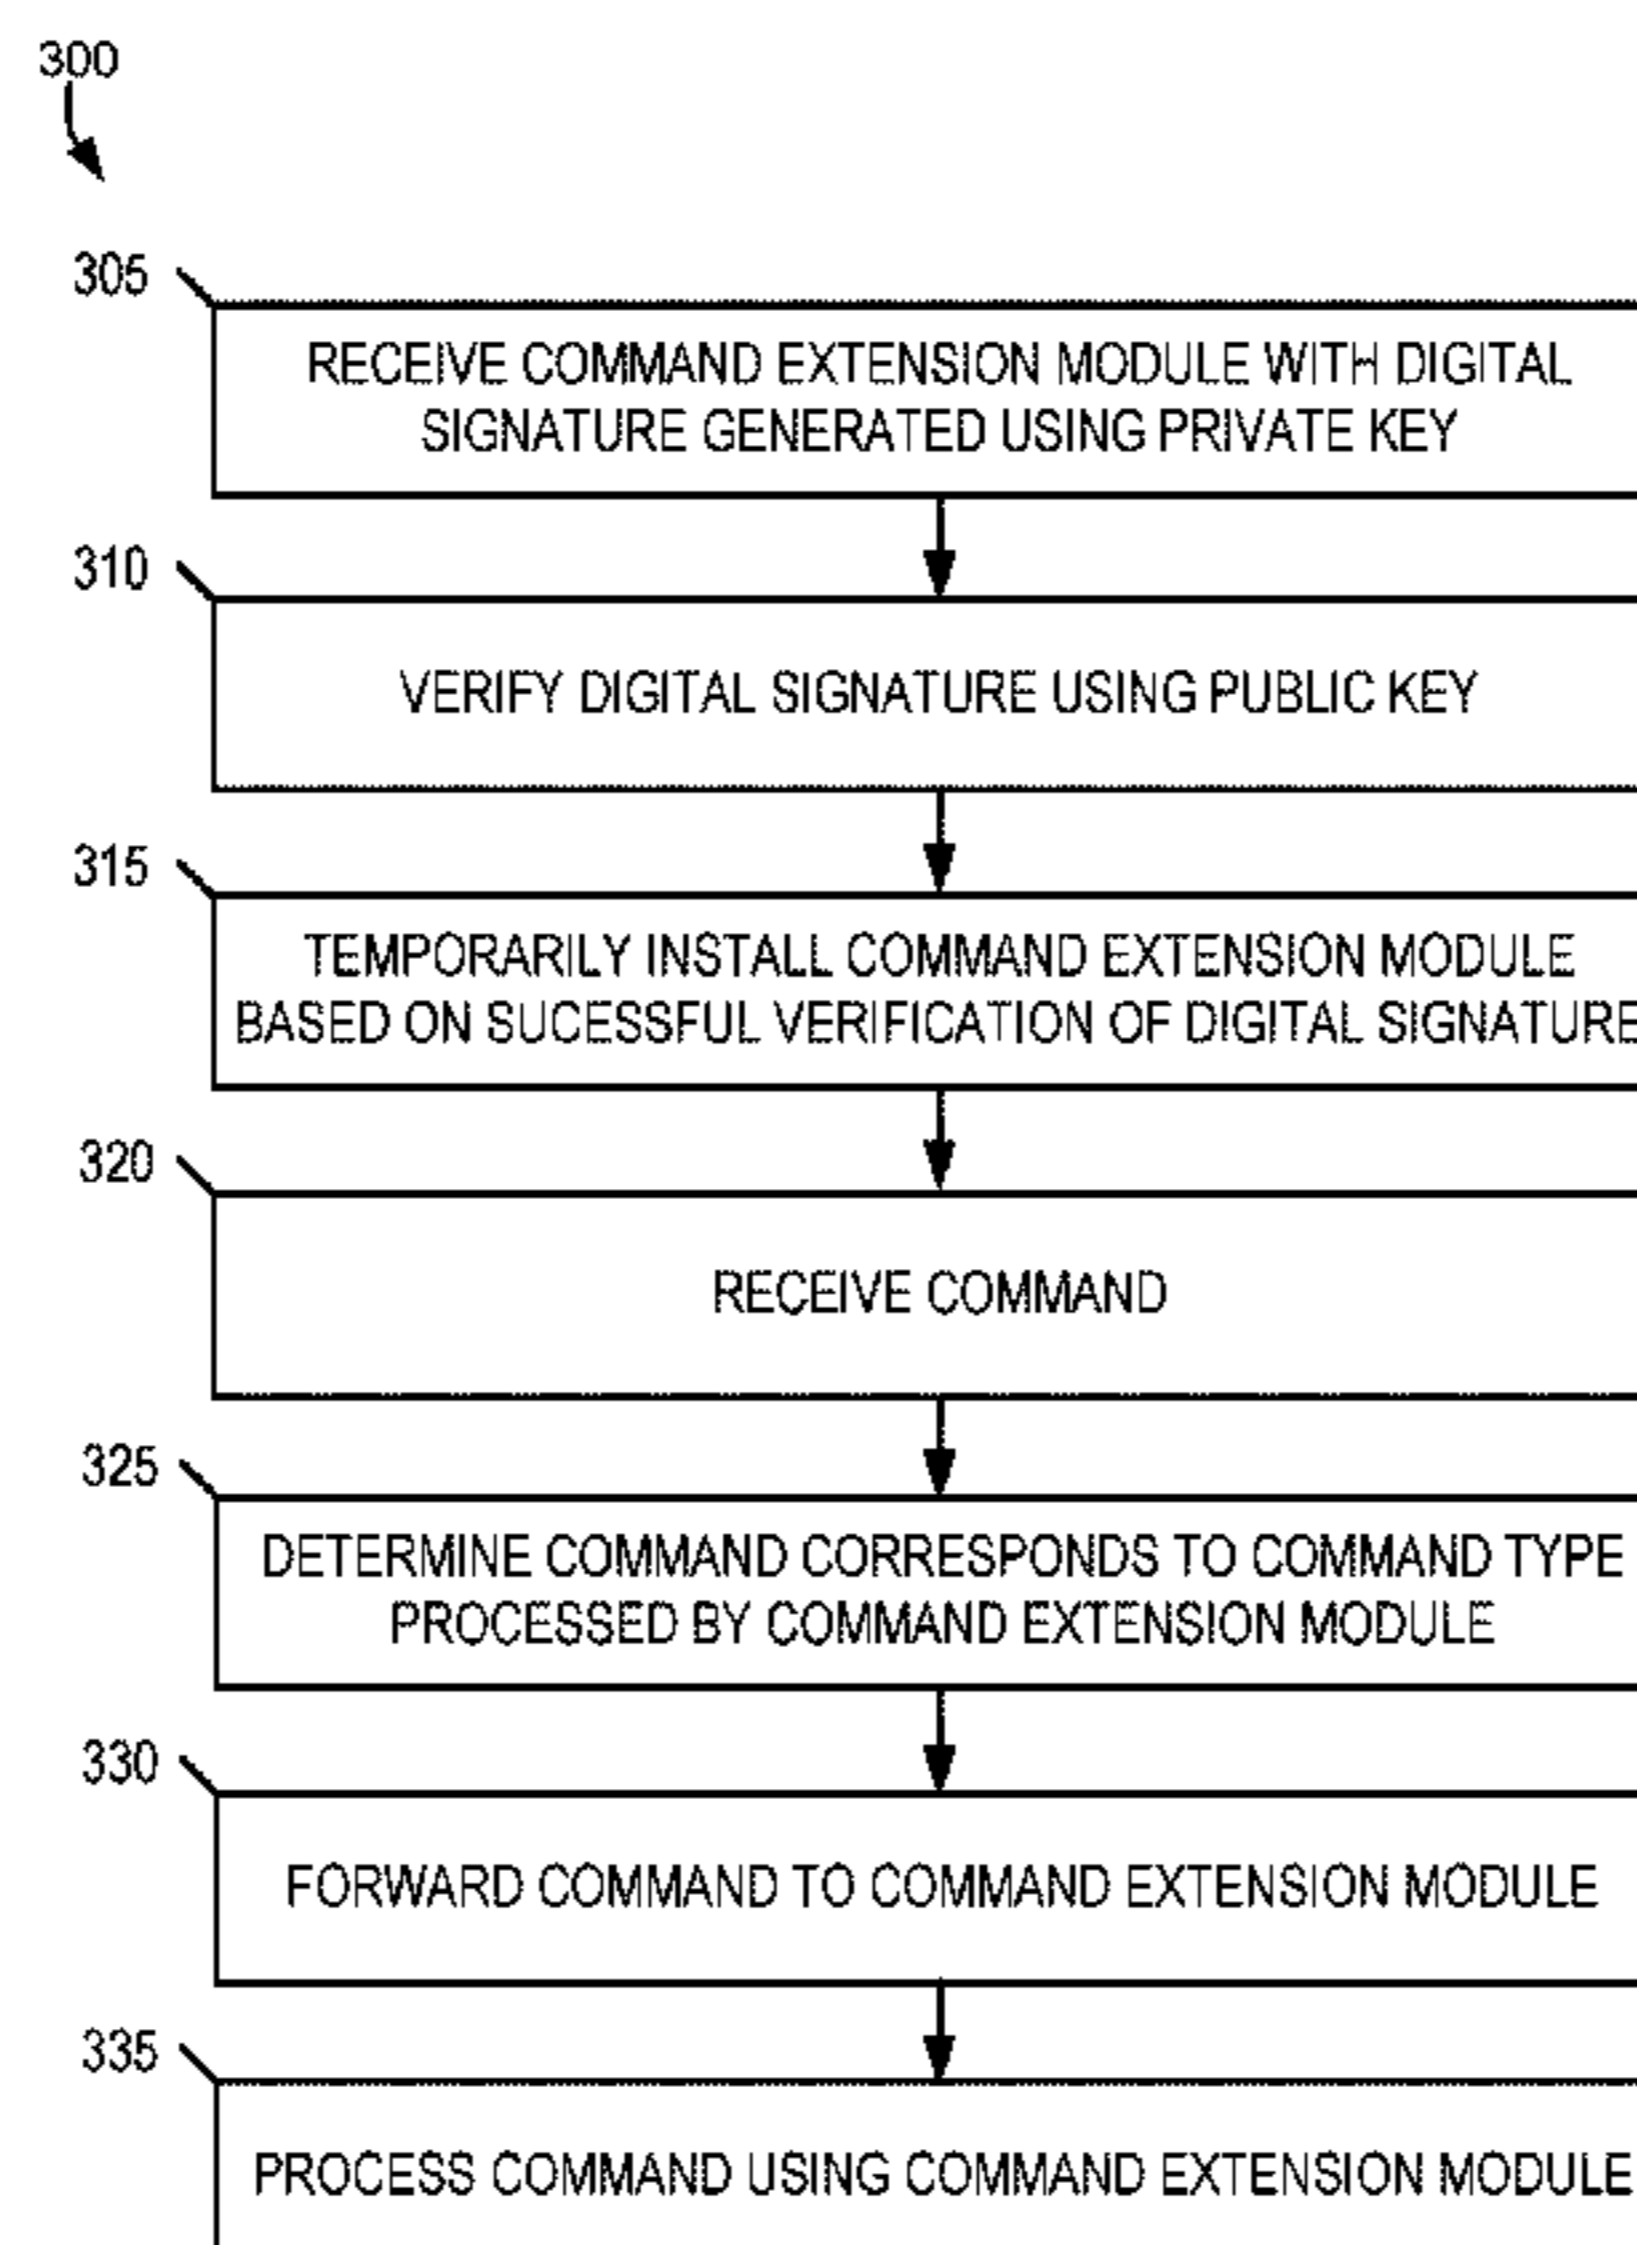 300
305
RECEIVE COMMAND EXTENSION MODULE WITH DIGITAL
SIGNATURE GENERATED USING PRIVATE KEY
310
VERIFY DIGITAL SIGNATURE USING PUBLIC KEY
315
TEMPORARILY INSTALL COMMAND EXTENSION MODULE
BASED ON SUCESSFUL VERIFICATION OF DIGITAL SIGNATURE
320
RECEIVE COMMAND
325
DETERMINE COMMAND CORRESPONDS TO COMMAND TYPE
PROCESSED BY COMMAND EXTENSION MODULE
330
FORWARD COMMAND TO COMMAND EXTENSION MODULE
335
PROCESS COMMAND USING COMMAND EXTENSION MODULE